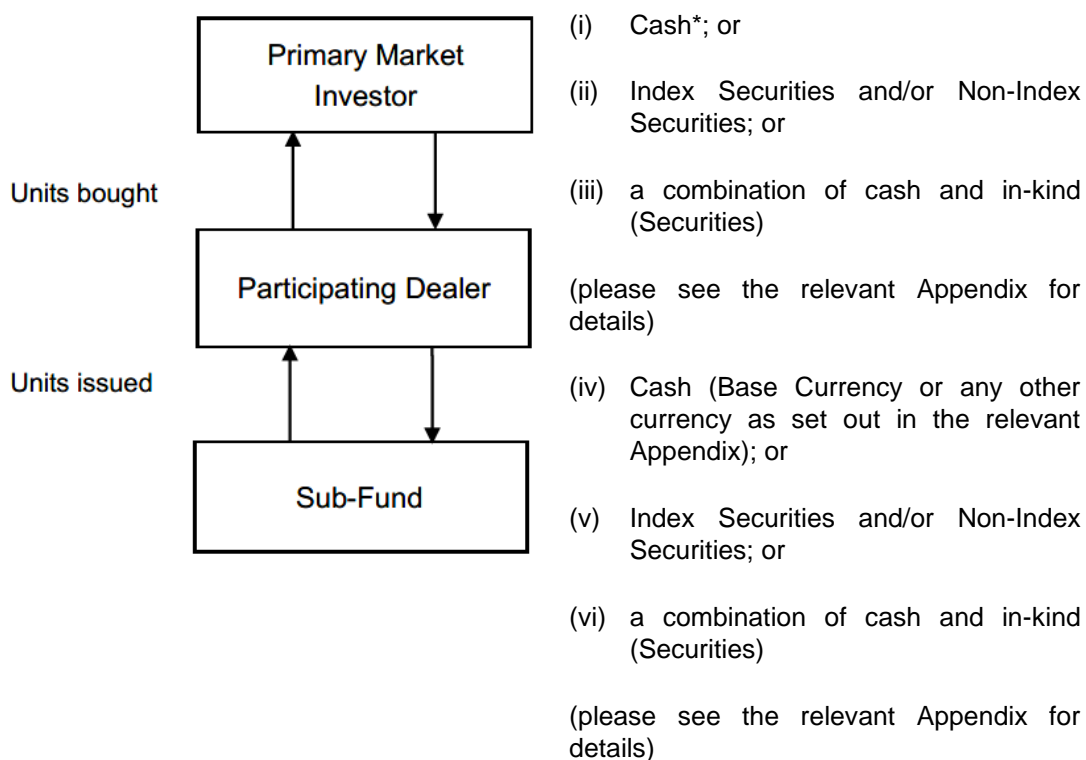 Primary Market
Investor
Units bought
Participating Dealer
Units issued
Sub-Fund
(i) Cash*; or
(ii) Index Securities and/or Non-Index
Securities; or
(iii) a combination of cash and in-kind
(Securities)
(please see the relevant Appendix for
details)
(iv) Cash (Base Currency or any other
currency as set out in the relevant
Appendix); or
(v) Index Securities and/or Non-Index
Securities; or
(vi) a combination of cash and in-kind
(Securities)
(please see the relevant Appendix for
details)